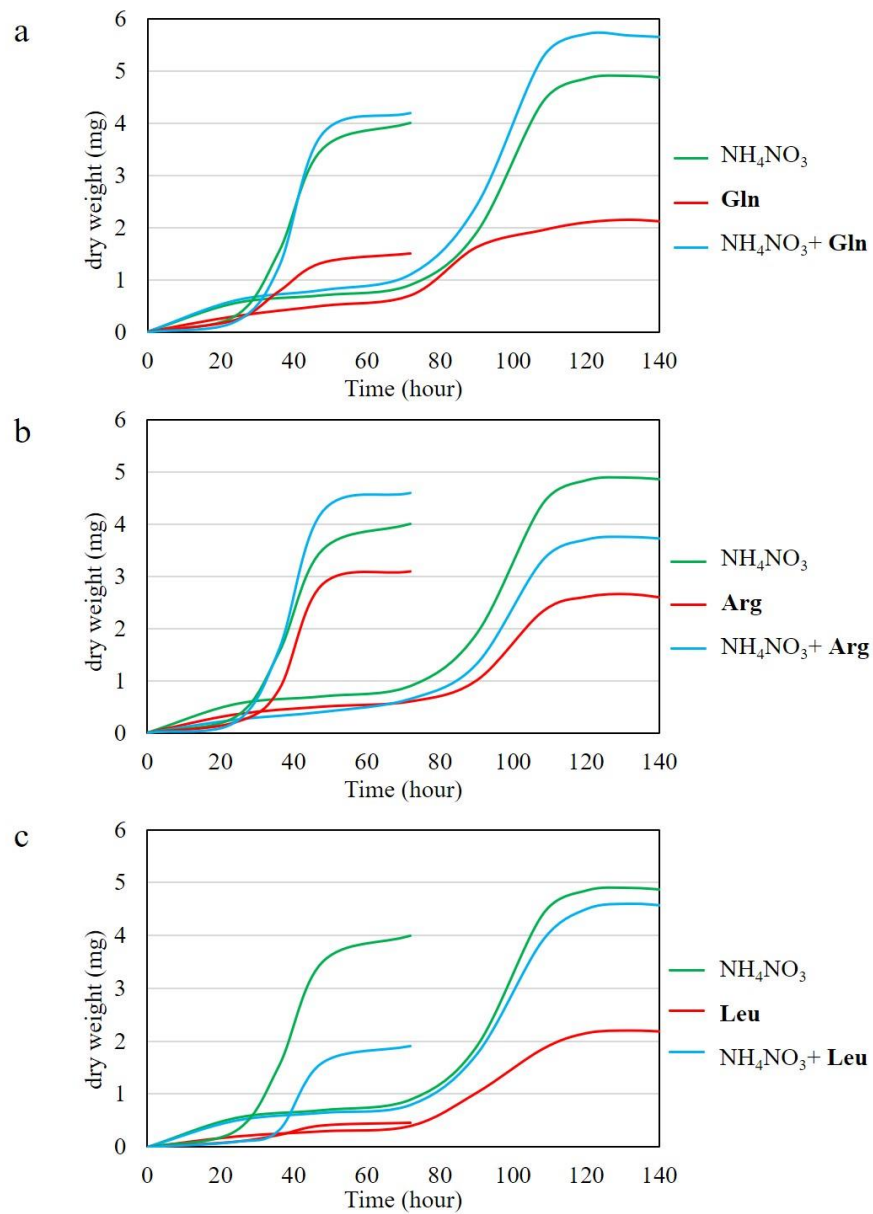 a
6
5
4
3
2
1
0
dry weight (mg)
0 20 40 60 80 100 120 140
Time (hour)
NH₄NO₃
Gln
NH₄NO₃+ Gln
b
6
5
4
3
2
1
0
dry weight (mg)
0 20 40 60 80 100 120 140
Time (hour)
NH₄NO₃
Arg
NH₄NO₃+ Arg
c
6
5
4
3
2
1
0
dry weight (mg)
0 20 40 60 80 100 120 140
Time (hour)
NH₄NO₃
Leu
NH₄NO₃+ Leu